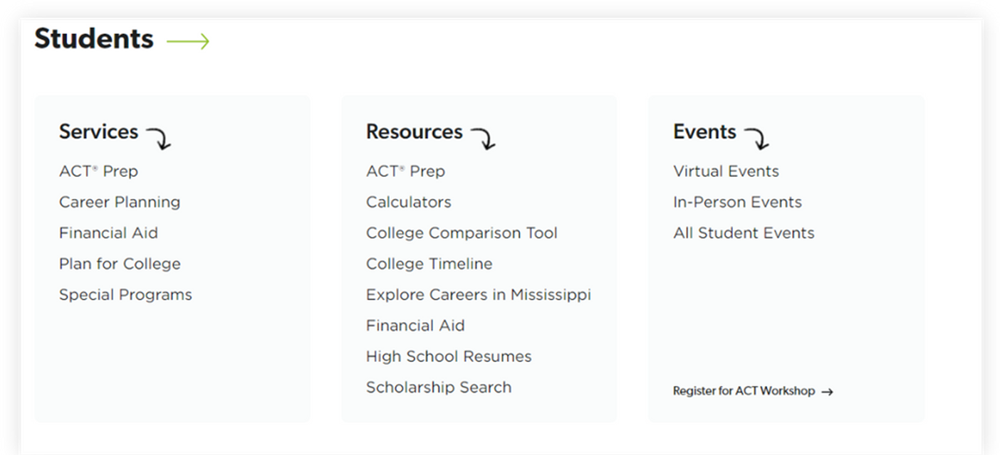 Students
Services
ACT® Prep
Career Planning
Financial Aid
Plan for College
Special Programs
Resources
ACT® Prep
Calculators
College Comparison Tool
College Timeline
Explore Careers in Mississippi
Financial Aid
High School Resumes
Scholarship Search
Events
Virtual Events
In-Person Events
All Student Events
Register for ACT Workshop